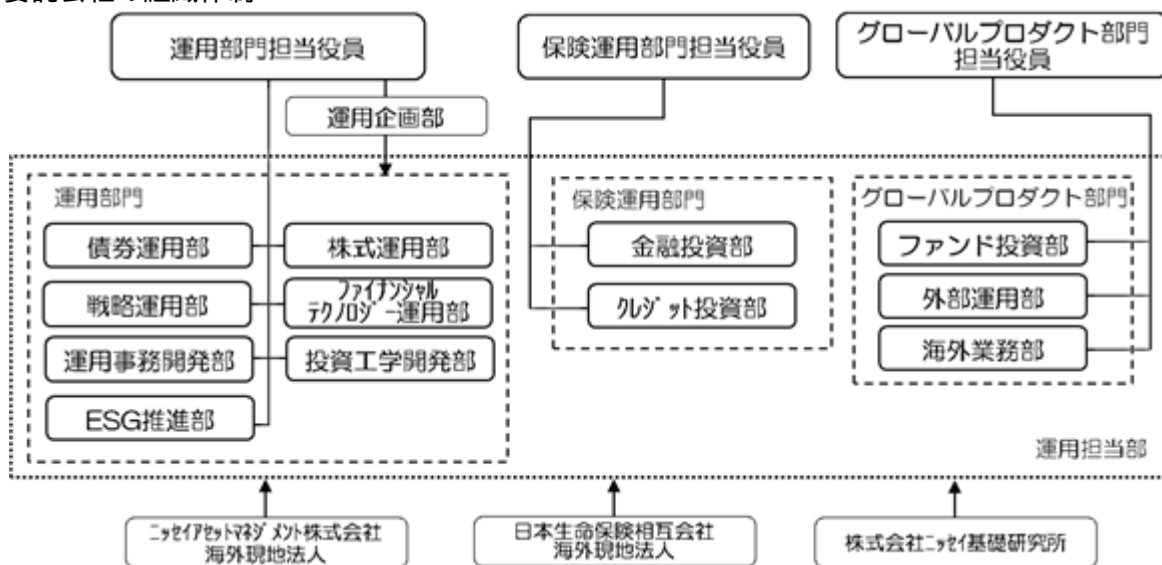 運用部門担当役員
保険運用部門担当役員
グローバルプロダクト部門
担当役員
運用企画部
運用部門
債券運用部
株式運用部
戦略運用部
ファイナンシャル
テクノロジー運用部
運用事務開発部
投資工学開発部
ESG推進部
保険運用部門
金融投資部
クレジット投資部
グローバルプロダクト部門
ファンド投資部
外部運用部
海外業務部
運用担当部
ニッセイアセットマネジメント株式会社
海外現地法人
日本生命保険相互会社
海外現地法人
株式会社ニッセイ基礎研究所